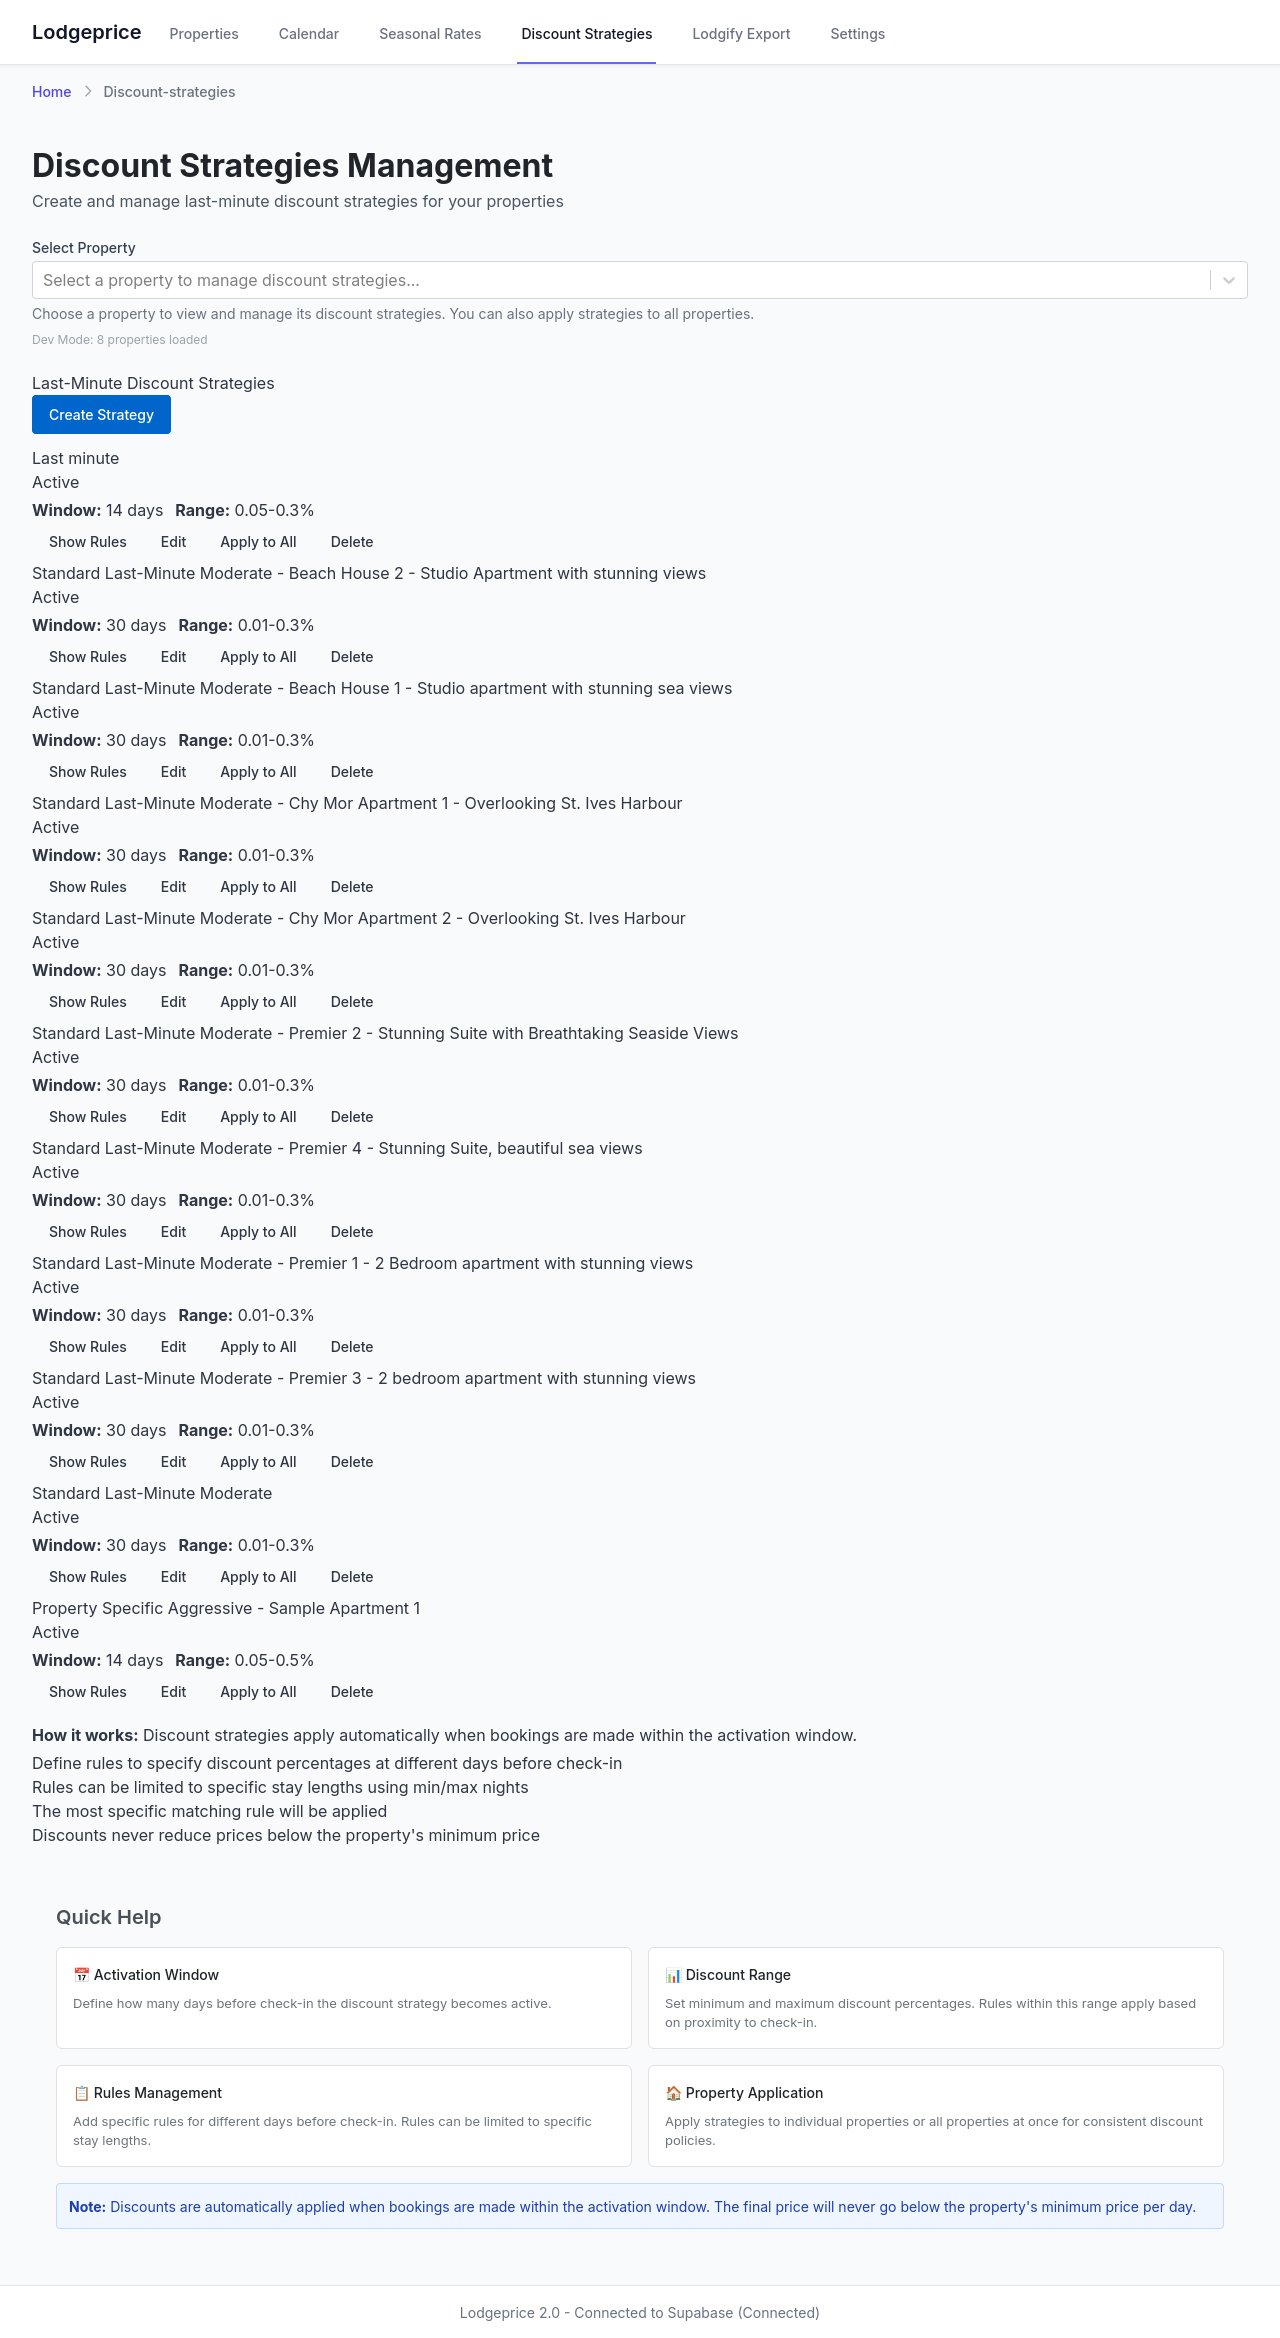 Lodgeprice Properties Calendar Seasonal Rates Discount Strategies Lodgify Export Settings
Home Discount-strategies
Discount Strategies Management
Create and manage last-minute discount strategies for your properties
Select Property
Select a property to manage discount strategies...
Choose a property to view and manage its discount strategies. You can also apply strategies to all properties.
Dev Mode: 8 properties loaded
Last-Minute Discount Strategies
Create Strategy
Last minute
Active
Window: 14 days Range: 0.05-0.3%
Show Rules Edit Apply to All Delete
Standard Last-Minute Moderate - Beach House 2 - Studio Apartment with stunning views
Active
Window: 30 days Range: 0.01-0.3%
Show Rules Edit Apply to All Delete
Standard Last-Minute Moderate - Beach House 1 - Studio apartment with stunning sea views
Active
Window: 30 days Range: 0.01-0.3%
Show Rules Edit Apply to All Delete
Standard Last-Minute Moderate - Chy Mor Apartment 1 - Overlooking St. Ives Harbour
Active
Window: 30 days Range: 0.01-0.3%
Show Rules Edit Apply to All Delete
Standard Last-Minute Moderate - Chy Mor Apartment 2 - Overlooking St. Ives Harbour
Active
Window: 30 days Range: 0.01-0.3%
Show Rules Edit Apply to All Delete
Standard Last-Minute Moderate - Premier 2 - Stunning Suite with Breathtaking Seaside Views
Active
Window: 30 days Range: 0.01-0.3%
Show Rules Edit Apply to All Delete
Standard Last-Minute Moderate - Premier 4 - Stunning Suite, beautiful sea views
Active
Window: 30 days Range: 0.01-0.3%
Show Rules Edit Apply to All Delete
Standard Last-Minute Moderate - Premier 1 - 2 Bedroom apartment with stunning views
Active
Window: 30 days Range: 0.01-0.3%
Show Rules Edit Apply to All Delete
Standard Last-Minute Moderate - Premier 3 - 2 bedroom apartment with stunning views
Active
Window: 30 days Range: 0.01-0.3%
Show Rules Edit Apply to All Delete
Standard Last-Minute Moderate
Active
Window: 30 days Range: 0.01-0.3%
Show Rules Edit Apply to All Delete
Property Specific Aggressive - Sample Apartment 1
Active
Window: 14 days Range: 0.05-0.5%
Show Rules Edit Apply to All Delete
How it works: Discount strategies apply automatically when bookings are made within the activation window.
Define rules to specify discount percentages at different days before check-in
Rules can be limited to specific stay lengths using min/max nights
The most specific matching rule will be applied
Discounts never reduce prices below the property's minimum price
Quick Help
📅 Activation Window
Define how many days before check-in the discount strategy becomes active.
📊 Discount Range
Set minimum and maximum discount percentages. Rules within this range apply based
on proximity to check-in.
📋 Rules Management
Add specific rules for different days before check-in. Rules can be limited to specific
stay lengths.
🏠 Property Application
Apply strategies to individual properties or all properties at once for consistent discount
policies.
Note: Discounts are automatically applied when bookings are made within the activation window. The final price will never go below the property's minimum price per day.
Lodgeprice 2.0 - Connected to Supabase (Connected)